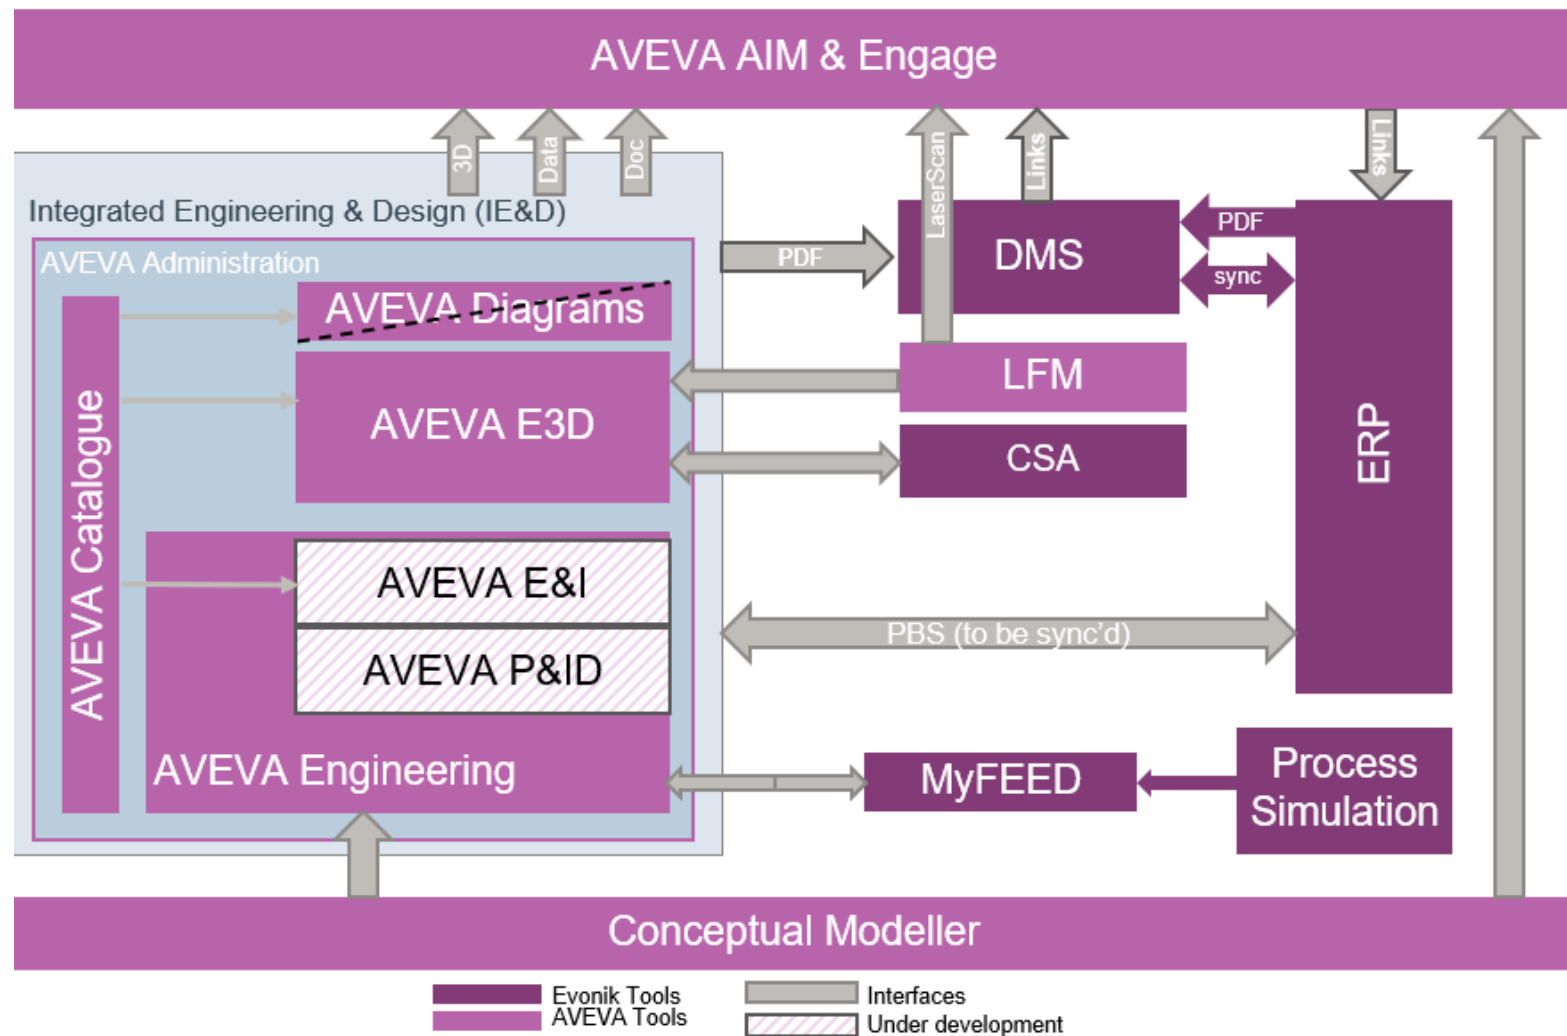 AVEVA AIM & Engage
3D
Data
Doc
LaserScan
Links
Links
Integrated Engineering & Design (IE&D)
AVEVA Administration
AVEVA Catalogue
AVEVA Diagrams
AVEVA E3D
AVEVA E&I
AVEVA P&ID
AVEVA Engineering
PDF
DMS
PDF
sync
LFM
CSA
ERP
PBS (to be sync'd)
MyFEED
Process
Simulation
Conceptual Modeller
Evonik Tools
AVEVA Tools
Interfaces
Under development